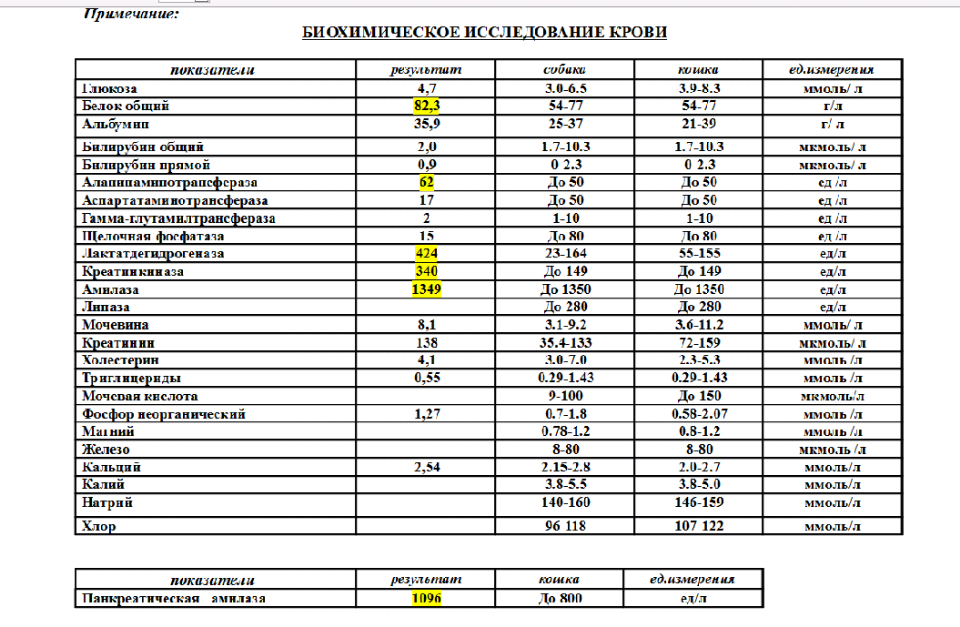 Примечание:
БИОХИМИЧЕСКОЕ ИССЛЕДОВАНИЕ КРОВИ
показатели результат собака кошка ед.измерения
Глюкоза 4,7 3.0-6.5 3.9-8.3 ммоль/ л
Белок общий 82,3 54-77 54-77 г/л
Альбумин 35,9 25-37 21-39 г/ л
Билирубин общий 2,0 1.7-10.3 1.7-10.3 мкмоль/ л
Билирубин прямой 0,9 0-2.3 0-2.3 мкмоль/ л
Аланинаминотрансфераза 62 До 50 До 50 ед /л
Аспартатаминотрансфераза 17 До 50 До 50 ед /л
Гамма-глутамилтрансфераза 2 1-10 1-10 ед /л
Щелочная фосфатаза 15 До 80 До 80 ед /л
Лактатдегидрогеназа 424 23-164 55-155 ед/л
Креатинкиназа 340 До 149 До 149 ед/л
Амилаза 1349 До 1350 До 1350 ед/л
Липаза До 280 До 280 ед/л
Мочевина 8,1 3.1-9.2 3.6-11.2 ммоль/ л
Креатинин 138 35.4-133 72-159 мкмоль/ л
Холестерин 4,1 3.0-7.0 2.3-5.3 ммоль /л
Триглицериды 0,55 0.29-1.43 0.29-1.43 ммоль /л
Мочевая кислота 9-100 До 150 мкмоль/л
Фосфор неорганический 1,27 0.7-1.8 0.58-2.07 ммоль /л
Магний 0.78-1.2 0.8-1.2 ммоль /л
Железо 8-80 8-80 мкмоль /л
Кальций 2,54 2.15-2.8 2.0-2.7 ммоль/л
Калий 3.8-5.5 3.8-5.0 ммоль/л
Натрий 140-160 146-159 ммоль/л
Хлор 96-118 107-122 ммоль/л
показатели результат кошка ед.измерения
Панкреатическая амилаза 1096 До 800 ед/л